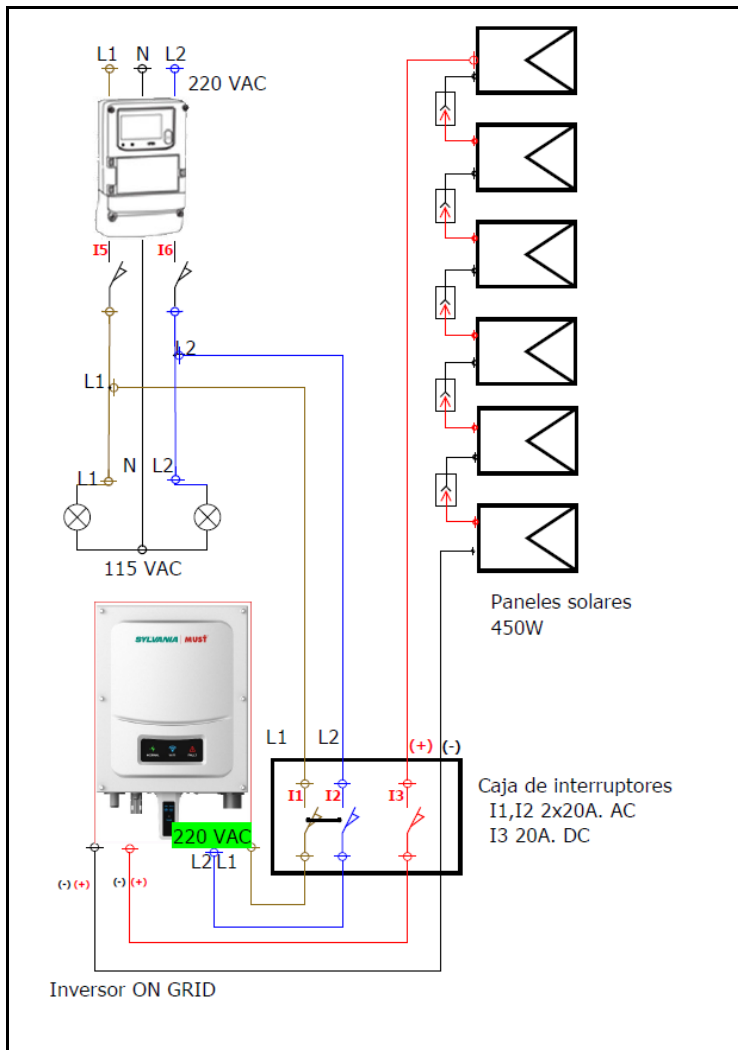 L1 N L2
220 VAC
I5 I6
L2
L1
N
L1 L2
115 VAC
Paneles solares
450W
SYLVANIA | MUST
L1 L2 (+) (-)
I1 I2 I3
Caja de interruptores
I1,I2 2x20A. AC
I3 20A. DC
220 VAC
L2 L1
(-) (+) (-) (+)
Inversor ON GRID